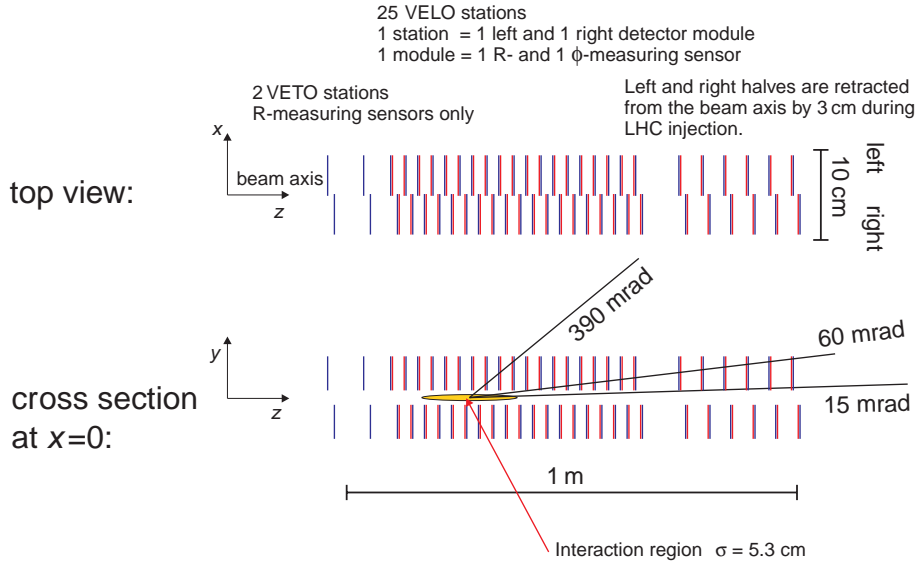 25 VELO stations
1 station = 1 left and 1 right detector module
1 module = 1 R- and 1 ϕ-measuring sensor
2 VETO stations
R-measuring sensors only
Left and right halves are retracted
from the beam axis by 3 cm during
LHC injection.
x
beam axis
z
top view:
left
right
10 cm
390 mrad
60 mrad
15 mrad
y
z
cross section
at x=0:
1 m
Interaction region σ = 5.3 cm